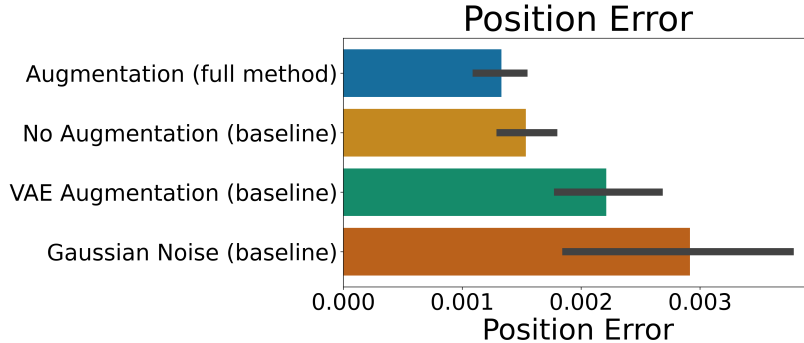 Position Error
Augmentation (full method)
No Augmentation (baseline)
VAE Augmentation (baseline)
Gaussian Noise (baseline)
0.000 0.001 0.002 0.003
Position Error